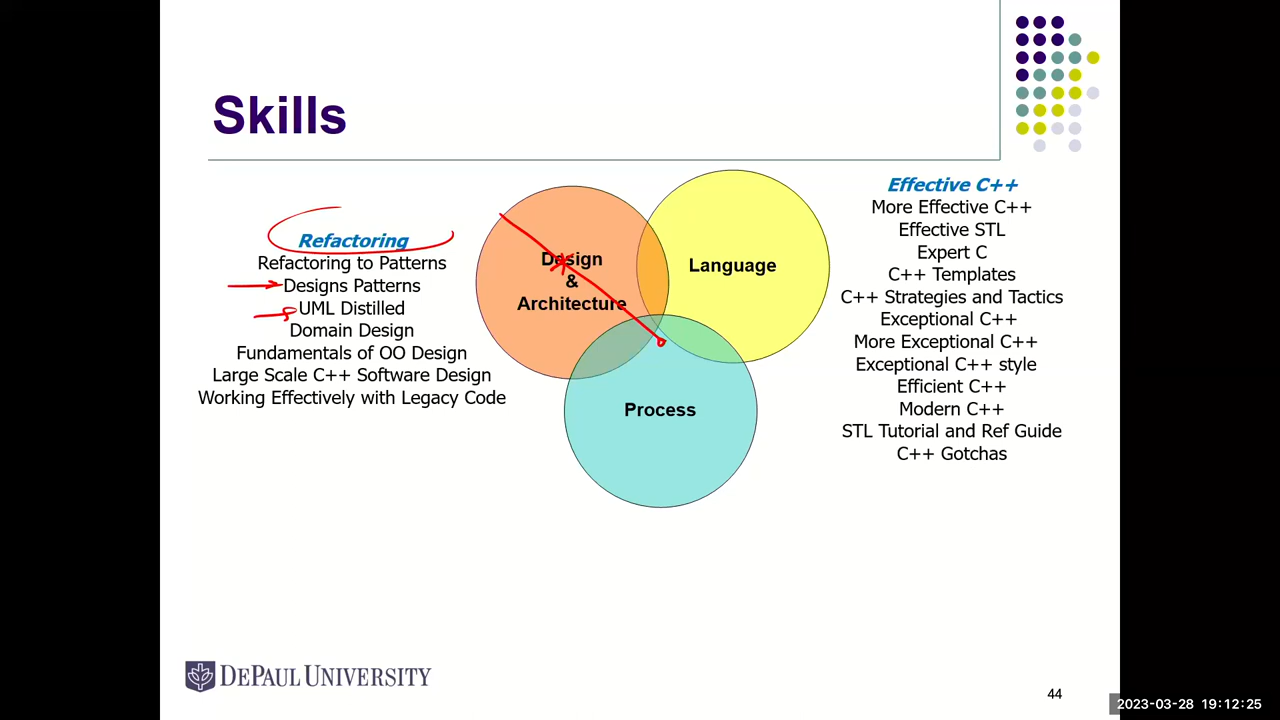 Skills
Refactoring
Refactoring to Patterns
Designs Patterns
UML Distilled
Domain Design
Fundamentals of OO Design
Large Scale C++ Software Design
Working Effectively with Legacy Code
Design
&
Architecture
Language
Process
Effective C++
More Effective C++
Effective STL
Expert C
C++ Templates
C++ Strategies and Tactics
Exceptional C++
More Exceptional C++
Exceptional C++ style
Efficient C++
Modern C++
STL Tutorial and Ref Guide
C++ Gotchas
DEPAUL UNIVERSITY
44
2023-03-28 19:12:25